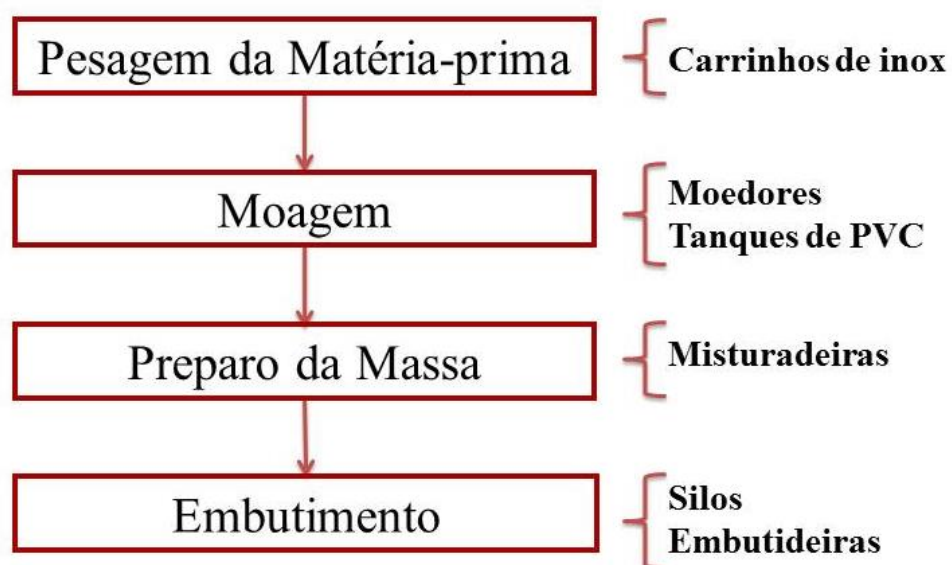 Pesagem da Matéria-prima
Carrinhos de inox
Moagem
Moedores
Tanques de PVC
Preparo da Massa
Misturadeiras
Embutimento
Silos
Embutideiras